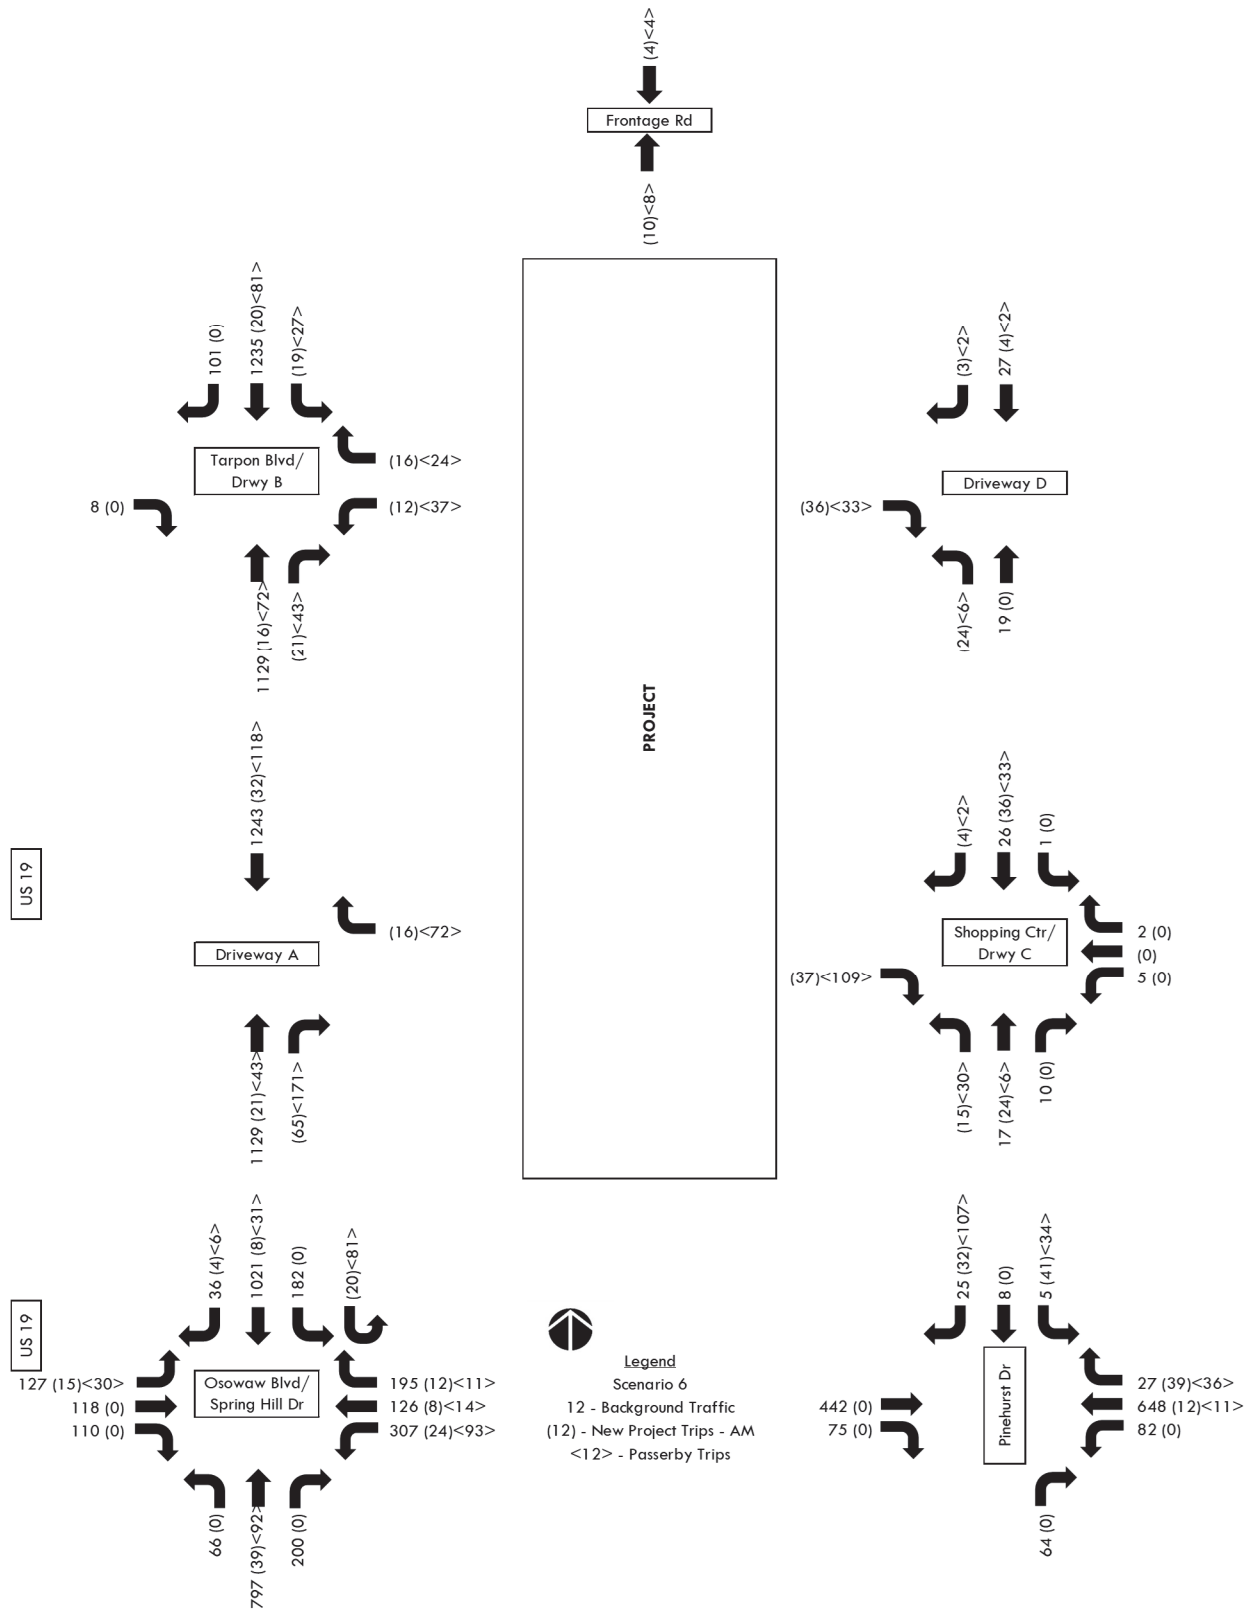 (4)<4>
Frontage Rd
(10)<8>
101 (0)
1235 (20)<81>
(19)<27>
Tarpon Blvd/
Drwy B
(16)<24>
(12)<37>
8 (0)
1129 (16)<72>
(21)<43>
(3)<2>
27 (4)<2>
Driveway D
(36)<33>
(24)<6>
19 (0)
PROJECT
US 19
1243 (32)<118>
Driveway A
(16)<72>
1129 (21)<43>
(65)<171>
(4)<2>
26 (36)<33>
1 (0)
Shopping Ctr/
Drwy C
2 (0)
(0)
5 (0)
(37)<109>
(15)<30>
17 (24)<6>
10 (0)
US 19
36 (4)<6>
1021 (8)<31>
182 (0)
(20)<81>
127 (15)<30>
118 (0)
110 (0)
Osowaw Blvd/
Spring Hill Dr
195 (12)<11>
126 (8)<14>
307 (24)<93>
66 (0)
797 (39)<92>
200 (0)
Legend
Scenario 6
12 - Background Traffic
(12) - New Project Trips - AM
<12> - Passerby Trips
25 (32)<107>
8 (0)
5 (41)<34>
442 (0)
75 (0)
Pinehurst Dr
27 (39)<36>
648 (12)<11>
82 (0)
64 (0)